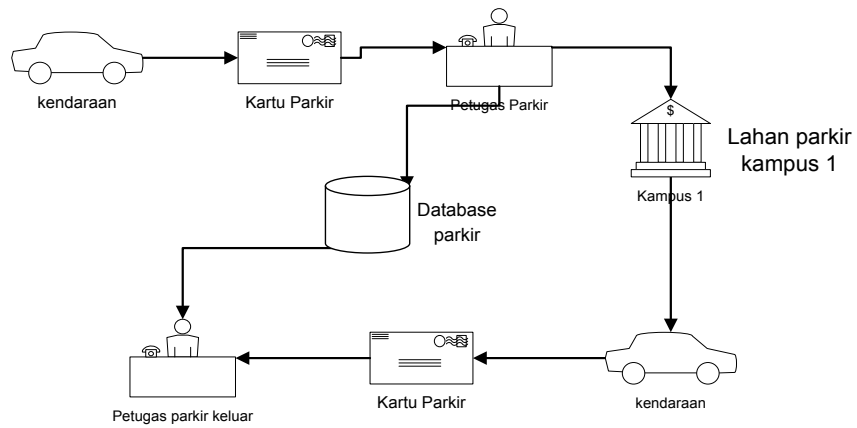 kendaraan
Kartu Parkir
Petugas Parkir
$
Lahan parkir
kampus 1
Kampus 1
Database
parkir
Petugas parkir keluar
Kartu Parkir
kendaraan